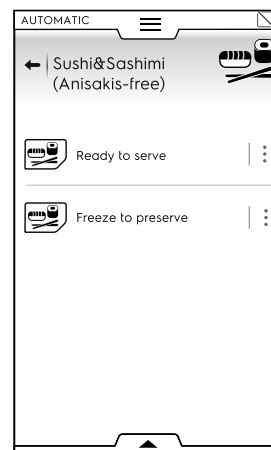 AUTOMATIC
Sushi&Sashimi
(Anisakis-free)
Ready to serve
Freeze to preserve